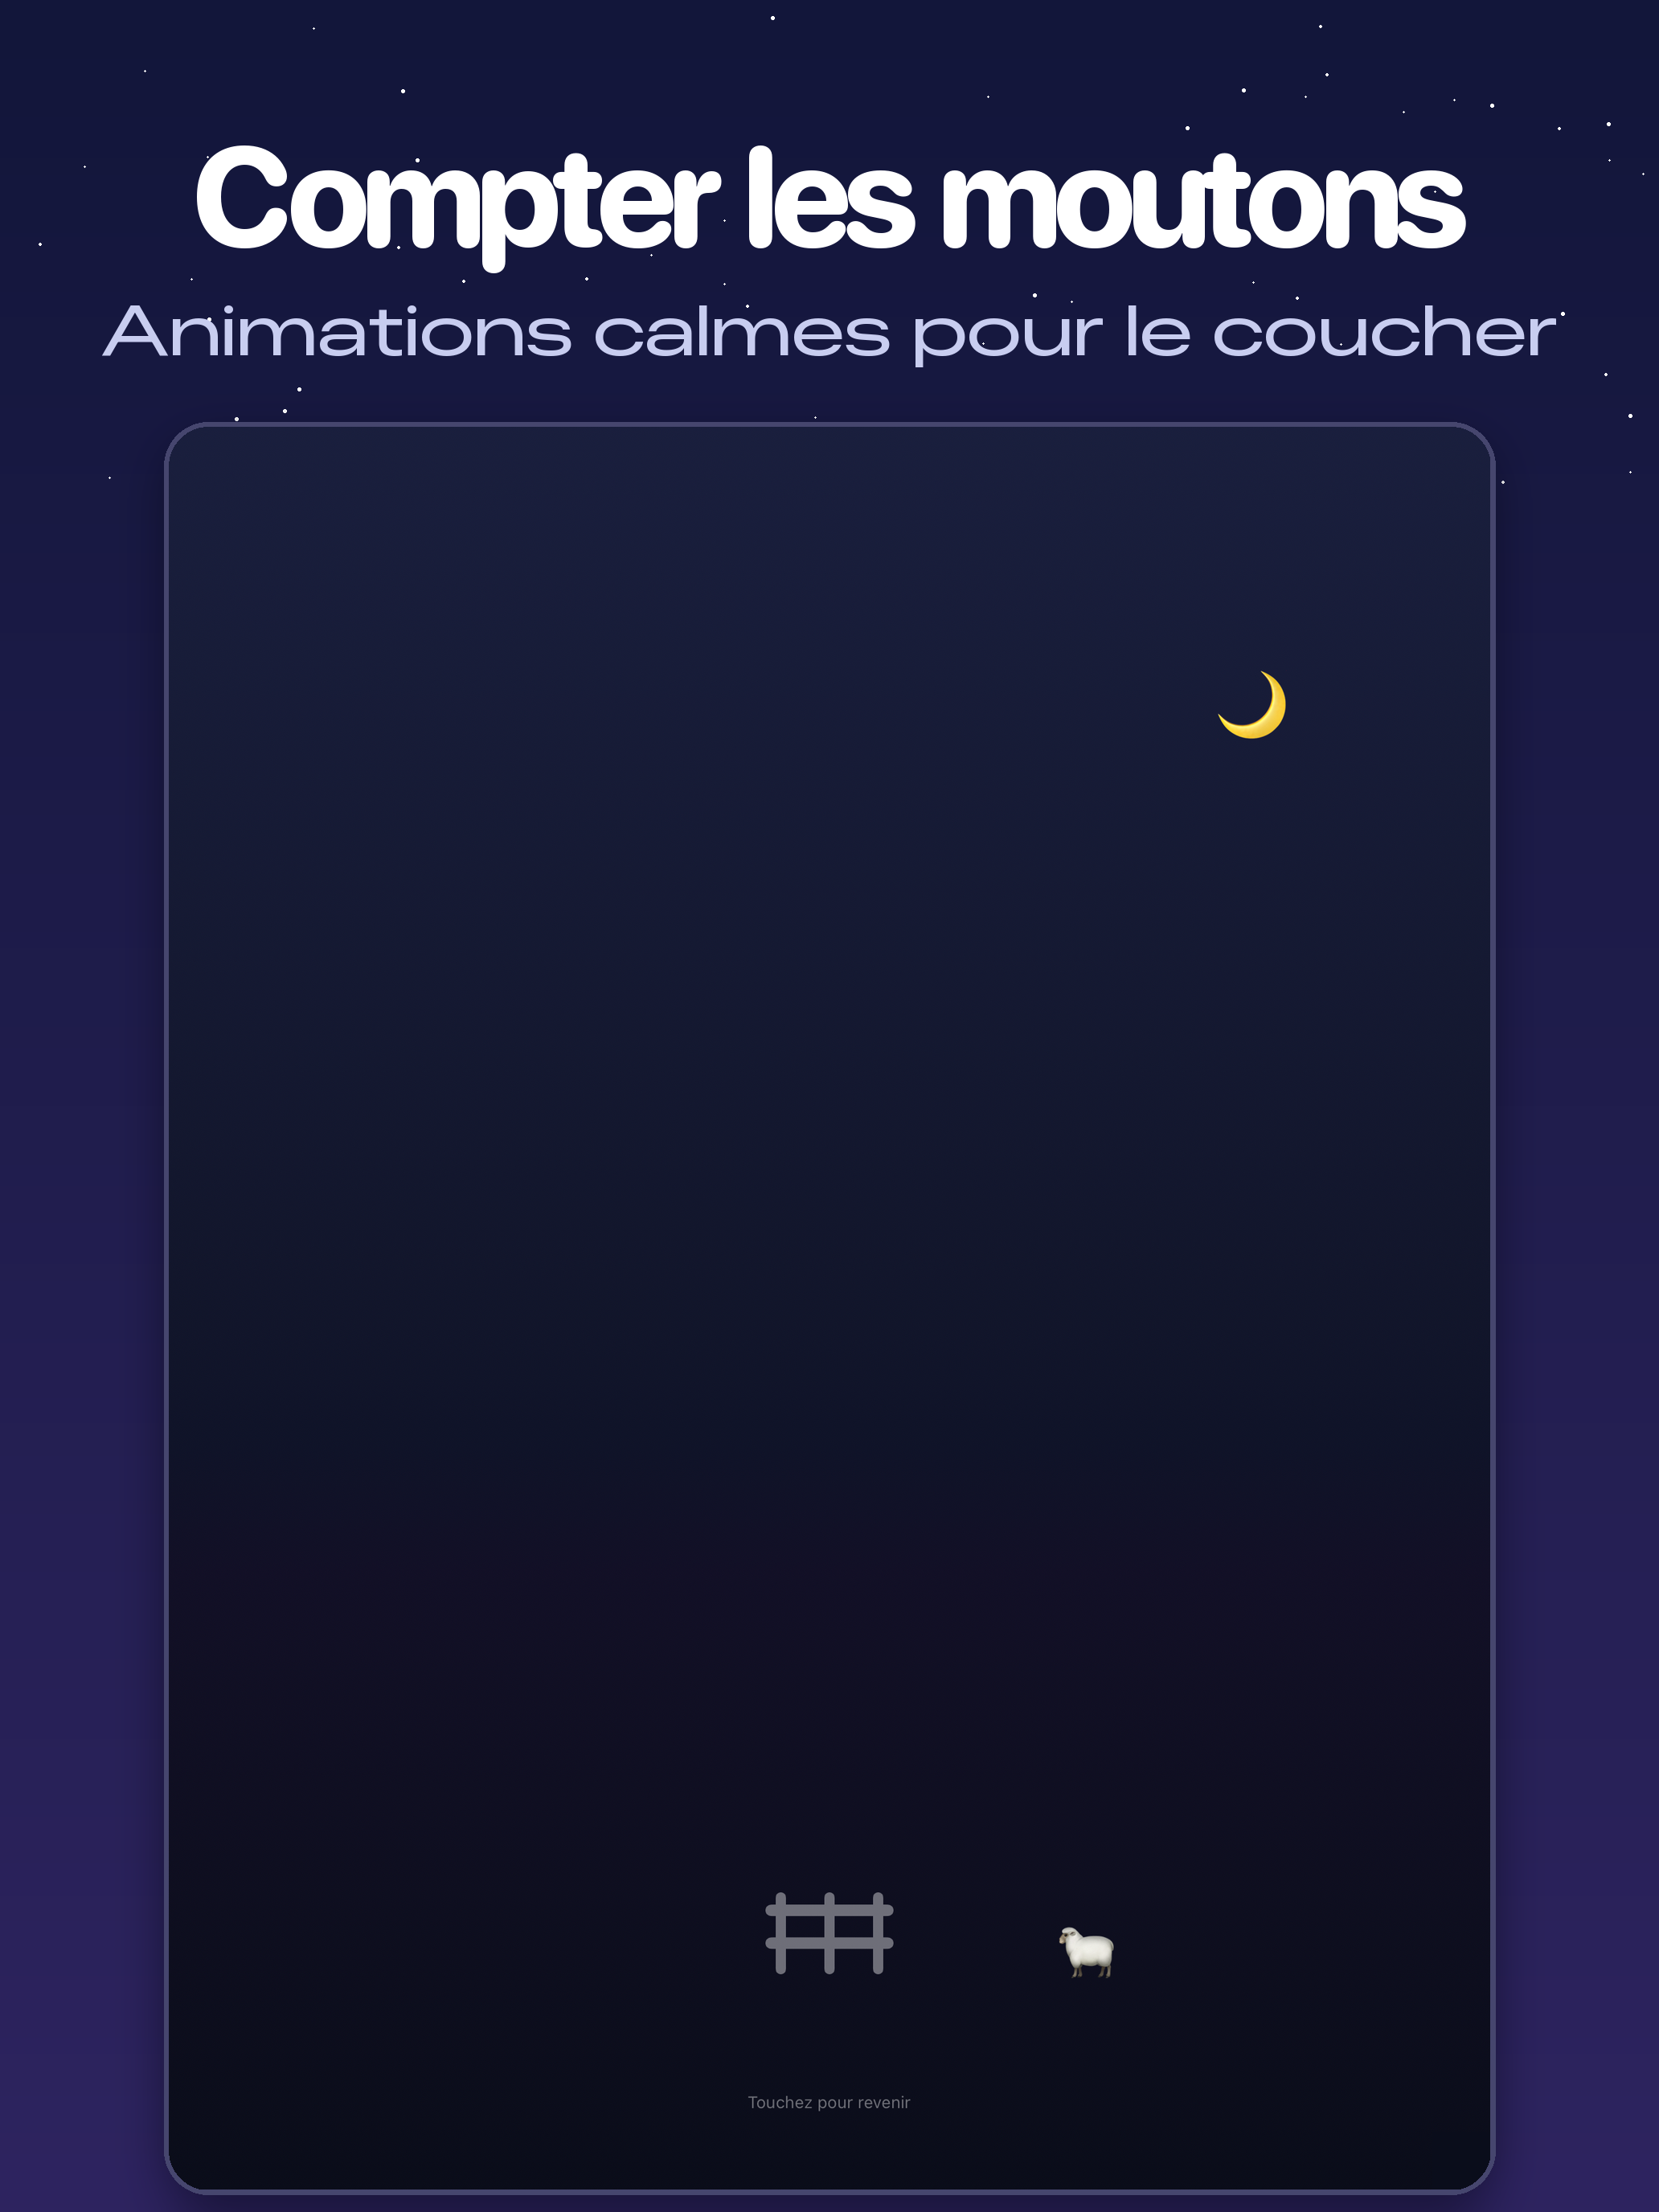 Compter les moutons
Animations calmes pour le coucher
Touchez pour revenir